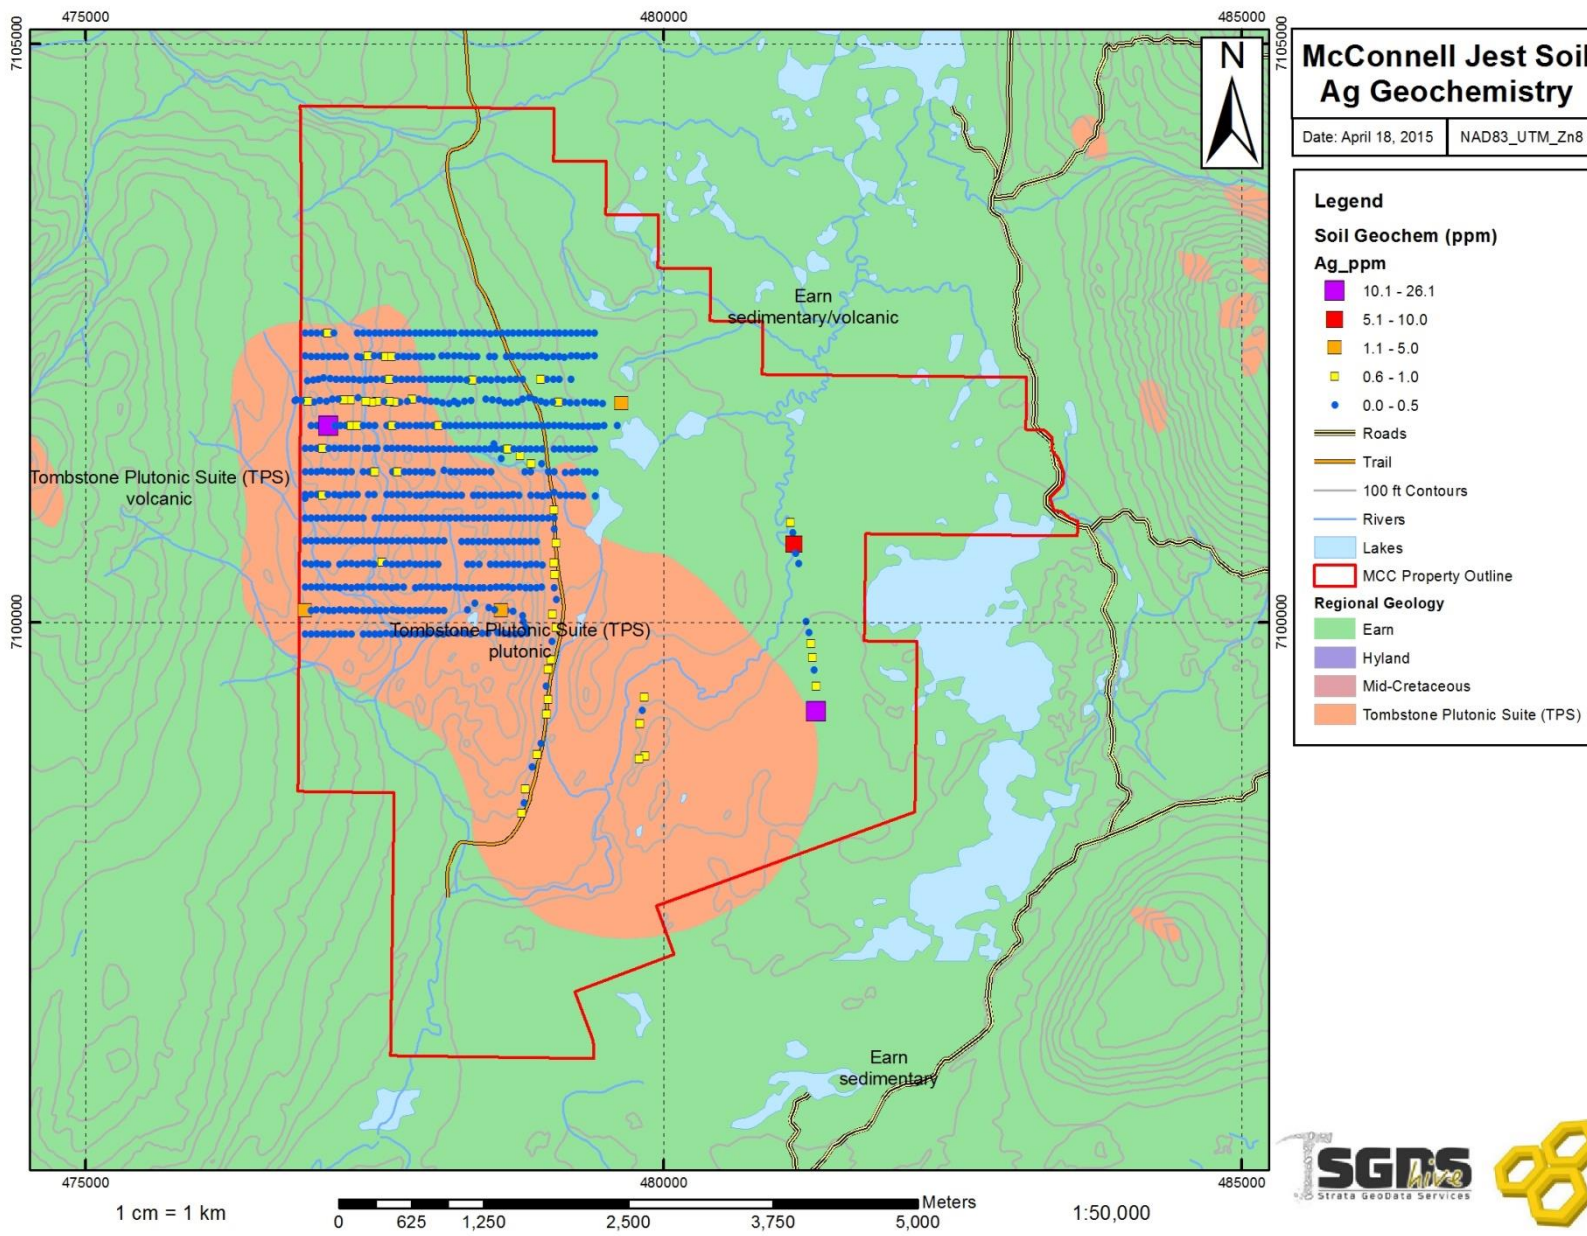 475000
480000
485000
7105000
7105000
N
McConnell Jest Soil
Ag Geochemistry
Date: April 18, 2015
NAD83_UTM_Zn8
Legend
Soil Geochem (ppm)
Ag_ppm
10.1 - 26.1
5.1 - 10.0
1.1 - 5.0
0.6 - 1.0
0.0 - 0.5
Roads
Trail
100 ft Contours
Rivers
Lakes
MCC Property Outline
Regional Geology
Earn
Hyland
Mid-Cretaceous
Tombstone Plutonic Suite (TPS)
Earn
sedimentary/volcanic
Tombstone Plutonic Suite (TPS)
volcanic
7100000
7100000
Tombstone Plutonic Suite (TPS)
plutonic
Earn
sedimentary
475000
480000
485000
1 cm = 1 km
0
625
1,250
2,500
3,750
5,000
Meters
1:50,000
SGDS
hive
Strata GeoData Services